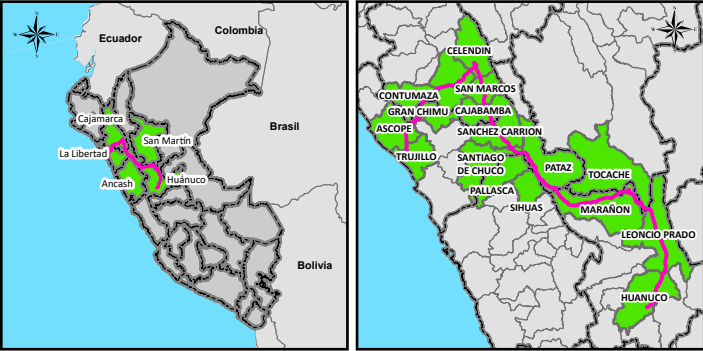 Ecuador
Colombia
Cajamarca
San Martín
La Libertad
Huánuco
Ancash
Brasil
Bolivia
CELENDIN
SAN MARCOS
CONTUMAZA
GRAN CHIMU
CAJABAMBA
ASCOPE
SANCHEZ CARRION
TRUJILLO
SANTIAGO
DE CHUCO
PATAZ
TOCACHE
PALLASCA
SIHUAS
MARAÑON
LEONCIO PRADO
HUANUCO